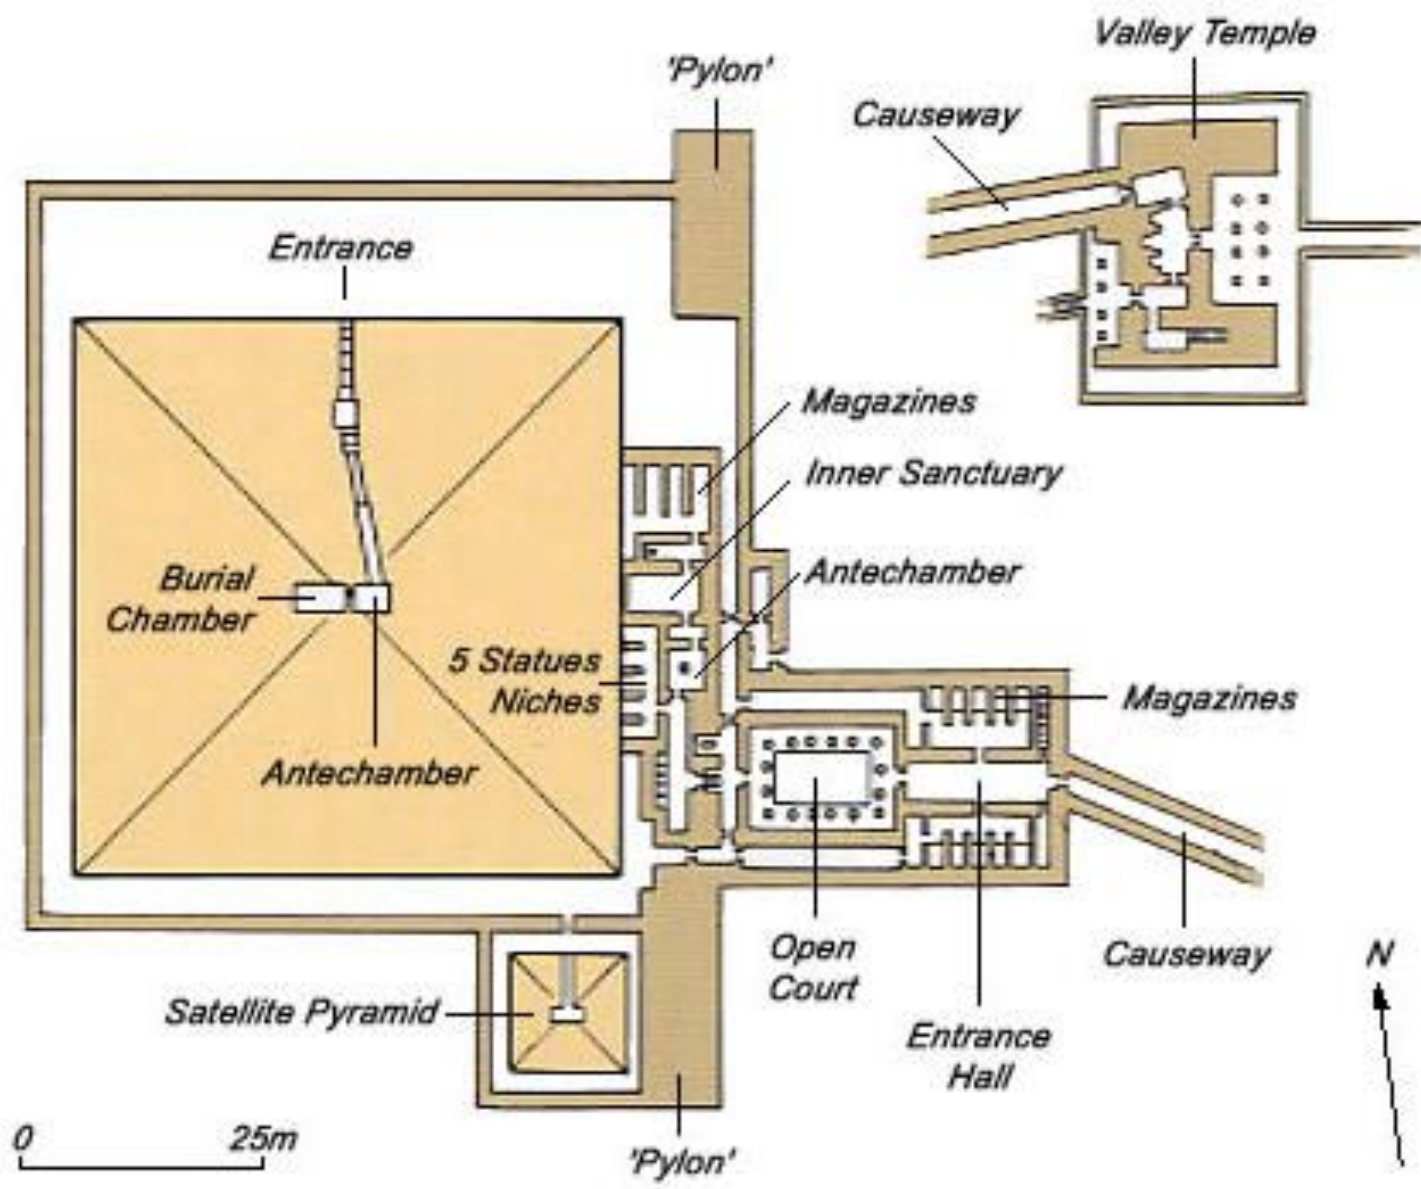 Valley Temple
'Pylon'
Causeway
Entrance
Magazines
Inner Sanctuary
Burial
Chamber
Antechamber
5 Statues
Niches
Magazines
Antechamber
Open
Court
Causeway
N
Satellite Pyramid
Entrance
Hall
0 25m
'Pylon'